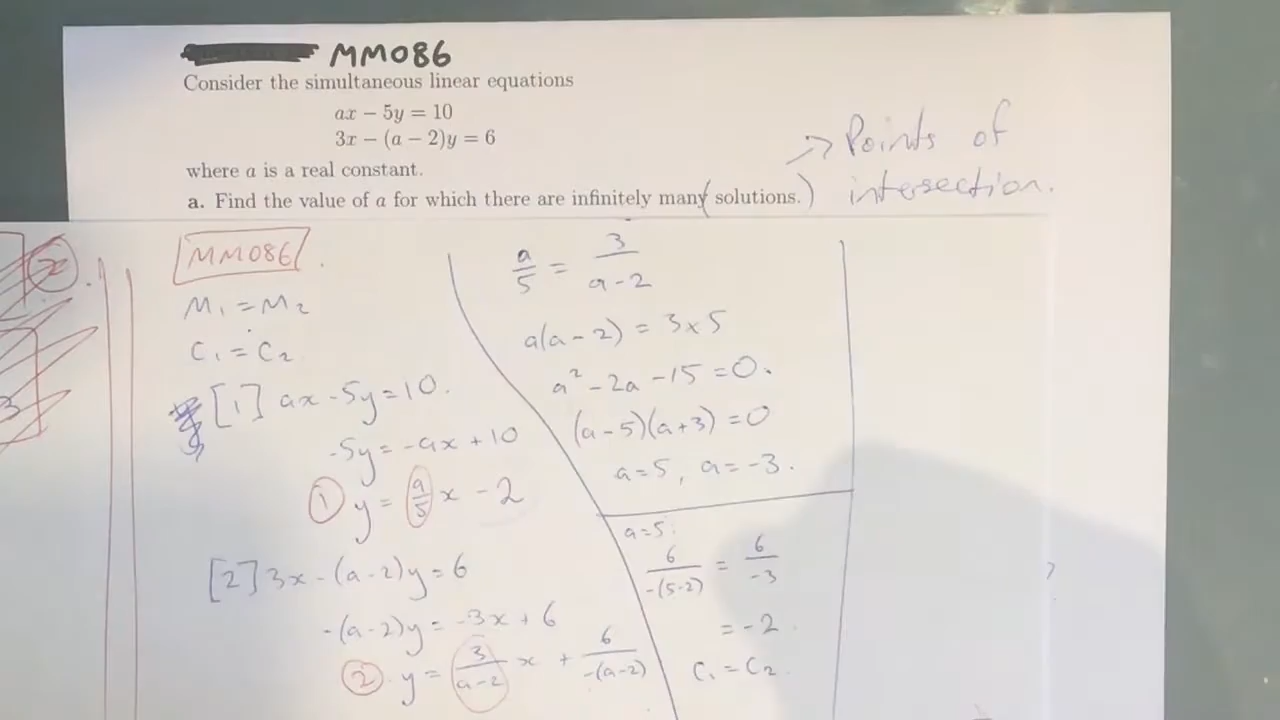 MM086
Consider the simultaneous linear equations
ax − 5y = 10
3x − (a − 2)y = 6
where a is a real constant.
a. Find the value of a for which there are infinitely many (solutions.)
→ Points of
intersection.
2
MM086
M₁ = M₂
C₁ = C₂
[1] ax - 5y = 10.
-5y = -ax + 10
① y = a/5 x - 2
[2] 3x - (a-2)y = 6
-(a-2)y = -3x + 6
② y = 3/(a-2) x + 6/-(a-2)
a/5 = 3/(a-2)
a(a-2) = 3×5
a² - 2a - 15 = 0.
(a-5)(a+3) = 0
a=5, a=-3.
a=5:
6/-(5-2) = 6/-3
= -2.
C₁ = C₂.